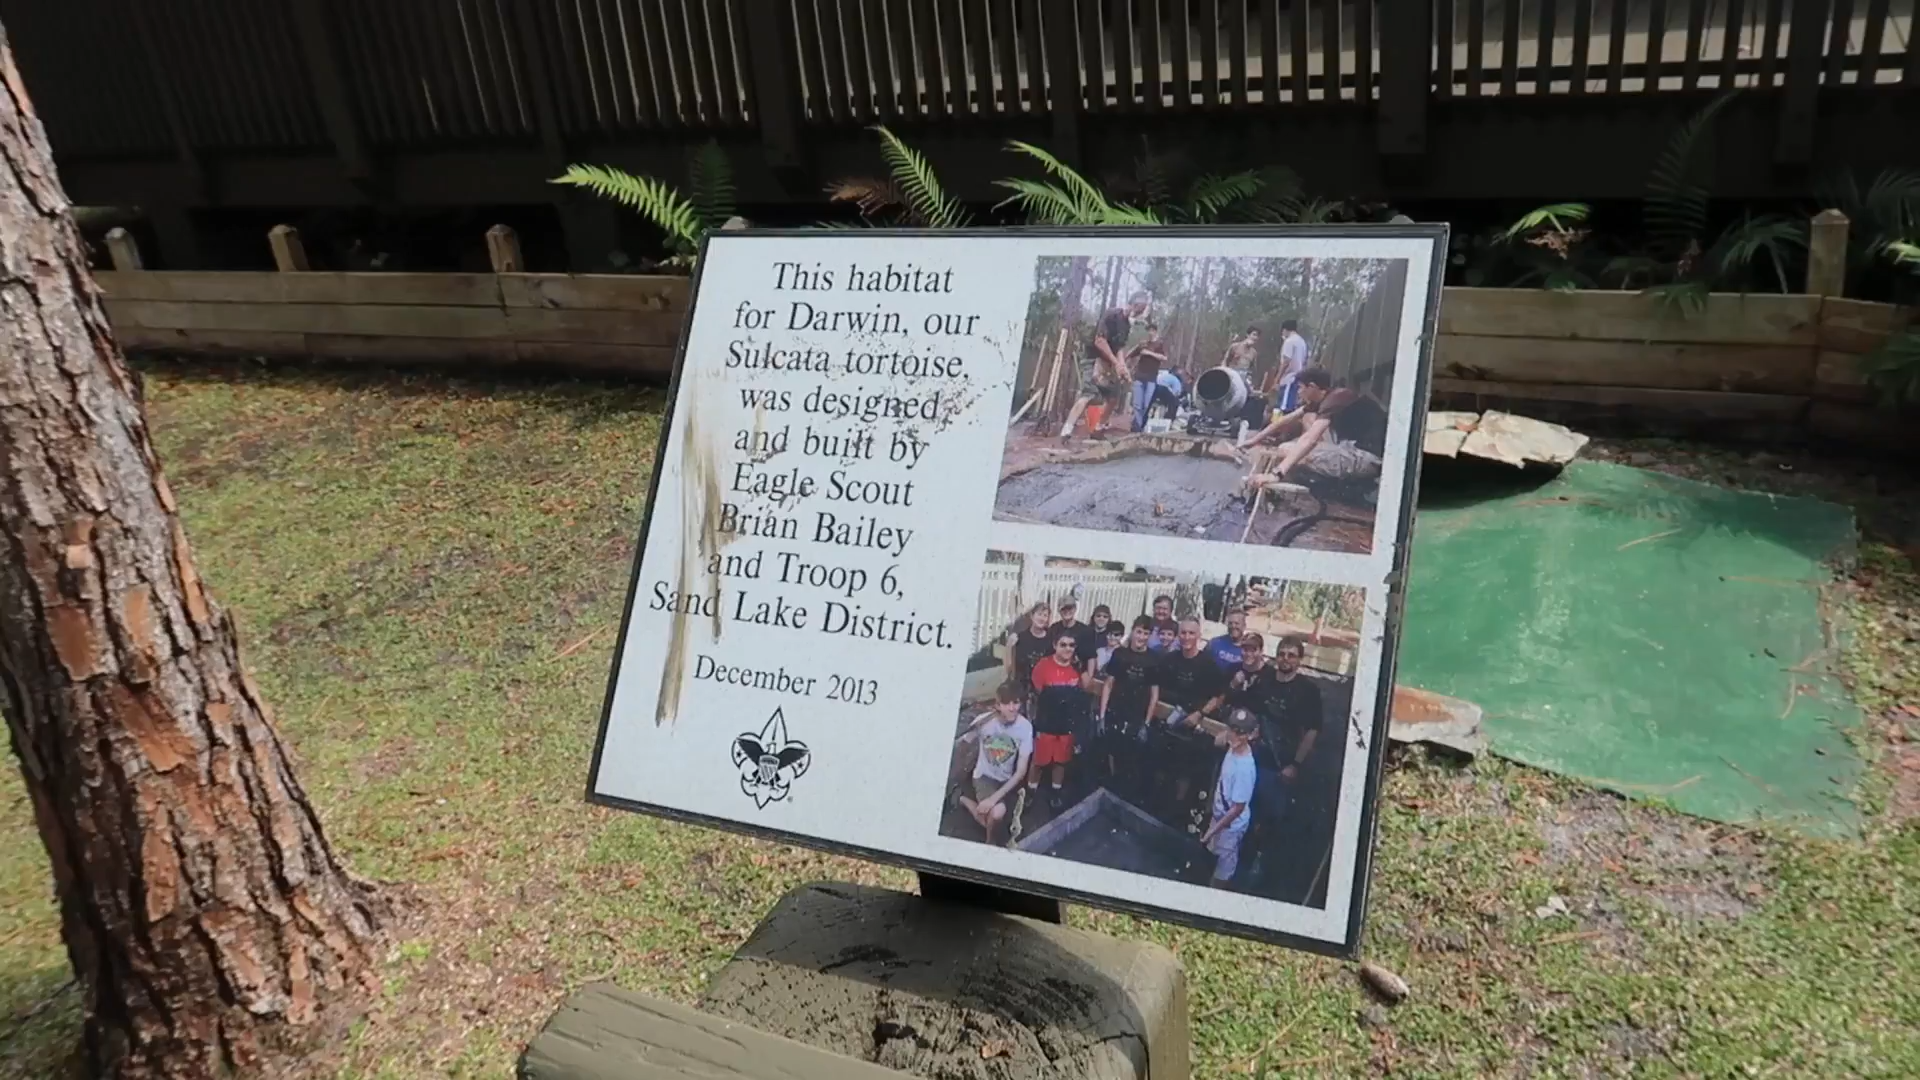 This habitat
for Darwin, our
Sulcata tortoise,
was designed
and built by
Eagle Scout
Brian Bailey
and Troop 6,
Sand Lake District.
December 2013